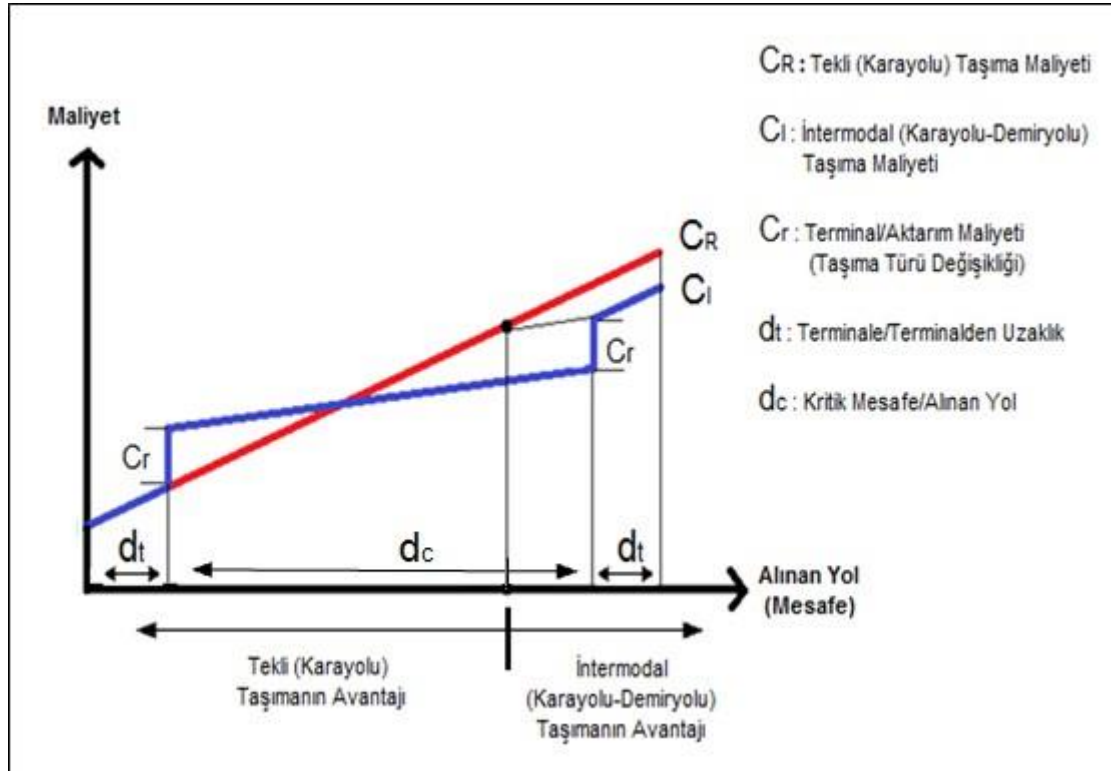 Maliyet
CR : Tekli (Karayolu) Taşıma Maliyeti
CI : İntermodal (Karayolu-Demiryolu)
Taşıma Maliyeti
Cr : Terminal/Aktarım Maliyeti
(Taşıma Türü Değişikliği)
dt : Terminale/Terminalden Uzaklık
dc : Kritik Mesafe/Alınan Yol
CR
CI
Cr
Cr
dt
dc
dt
Alınan Yol
(Mesafe)
Tekli (Karayolu)
Taşımanın Avantajı
İntermodal
(Karayolu-Demiryolu)
Taşımanın Avantajı